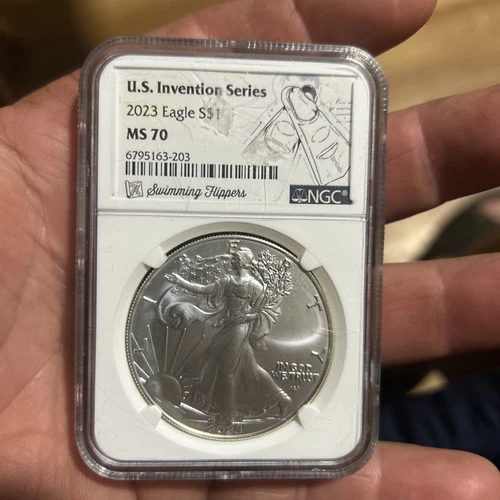 U.S. Invention Series
2023 Eagle S$1
MS 70
6795163-203
Swimming Flippers
NGC
LIBERTY
IN GOD
WE TRUST